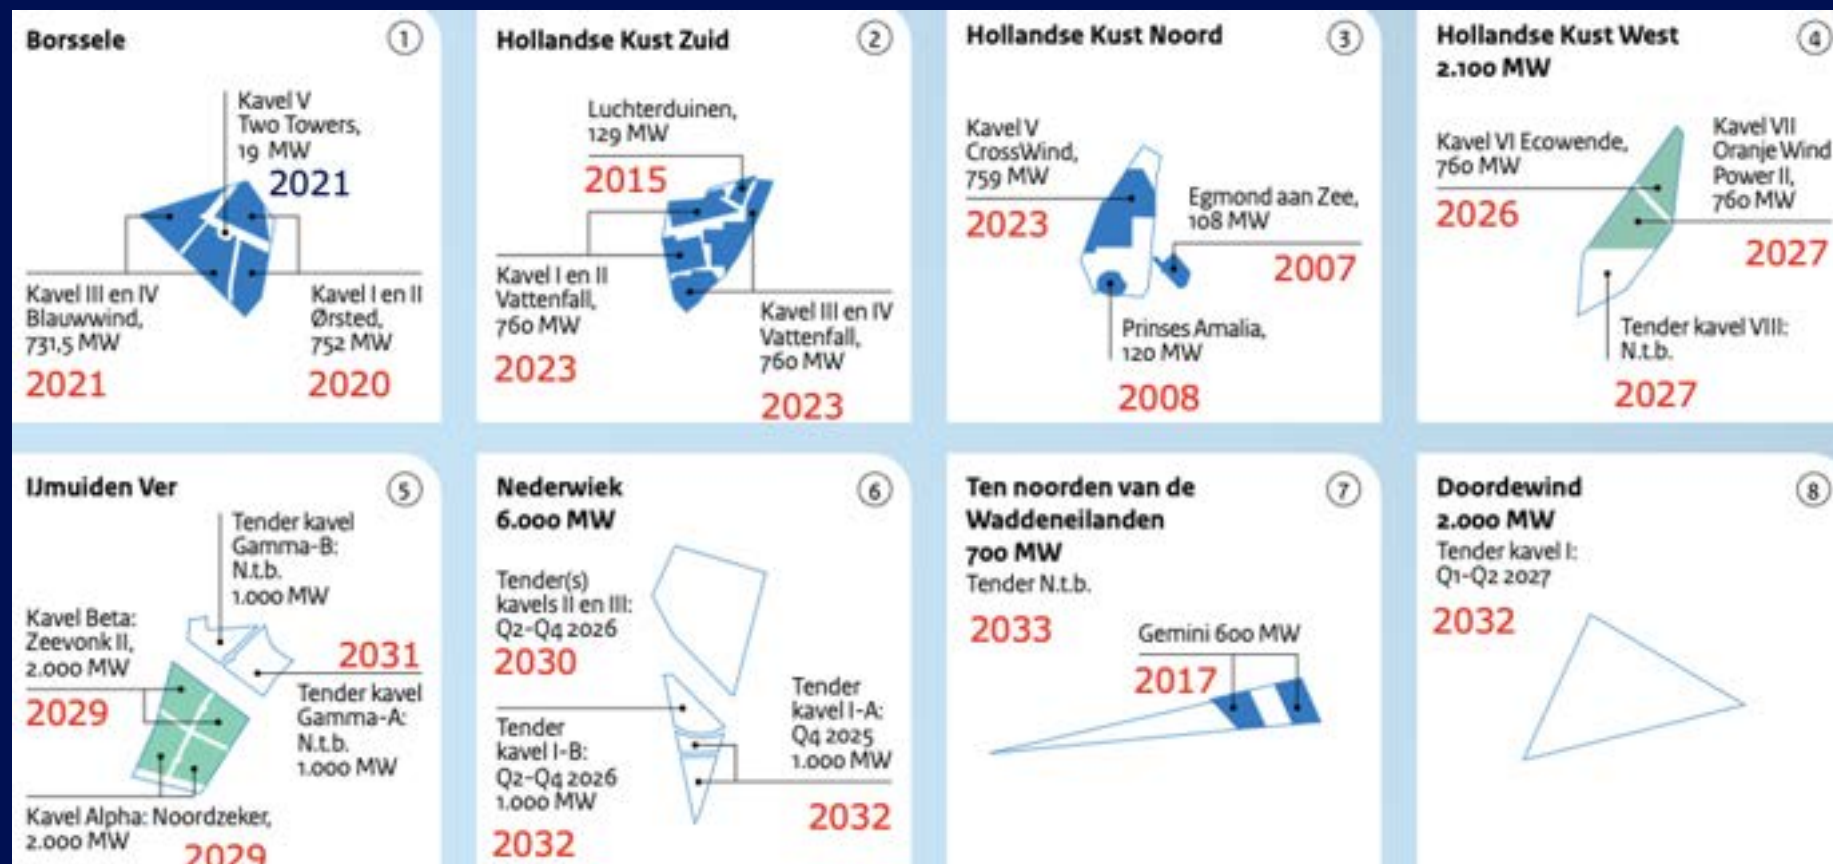 Borssele
1
Kavel V
Two Towers,
19 MW
2021
Kavel III en IV
Blauwwind,
731,5 MW
2021
Kavel I en II
Ørsted,
752 MW
2020
Hollandse Kust Zuid
2
Luchterduinen,
129 MW
2015
Kavel I en II
Vattenfall,
760 MW
2023
Kavel III en IV
Vattenfall,
760 MW
2023
Hollandse Kust Noord
3
Kavel V
CrossWind,
759 MW
2023
Egmond aan Zee,
108 MW
2007
Prinses Amalia,
120 MW
2008
Hollandse Kust West
2.100 MW
4
Kavel VI Ecowende,
760 MW
2026
Kavel VII
Oranje Wind
Power II,
760 MW
2027
Tender kavel VIII:
N.t.b.
2027
IJmuiden Ver
5
Tender kavel
Gamma-B:
N.t.b.
1.000 MW
Kavel Beta:
Zeevonk II,
2.000 MW
2029
2031
Tender kavel
Gamma-A:
N.t.b.
1.000 MW
Kavel Alpha: Noordzeker,
2.000 MW
2029
Nederwiek
6.000 MW
6
Tender(s)
kavels II en III:
Q2-Q4 2026
2030
Tender
kavel I-B:
Q2-Q4 2026
1.000 MW
2032
Tender
kavel I-A:
Q4 2025
1.000 MW
2032
Ten noorden van de
Waddeneilanden
700 MW
Tender N.t.b.
7
2033
Gemini 600 MW
2017
Doordewind
2.000 MW
8
Tender kavel I:
Q1-Q2 2027
2032